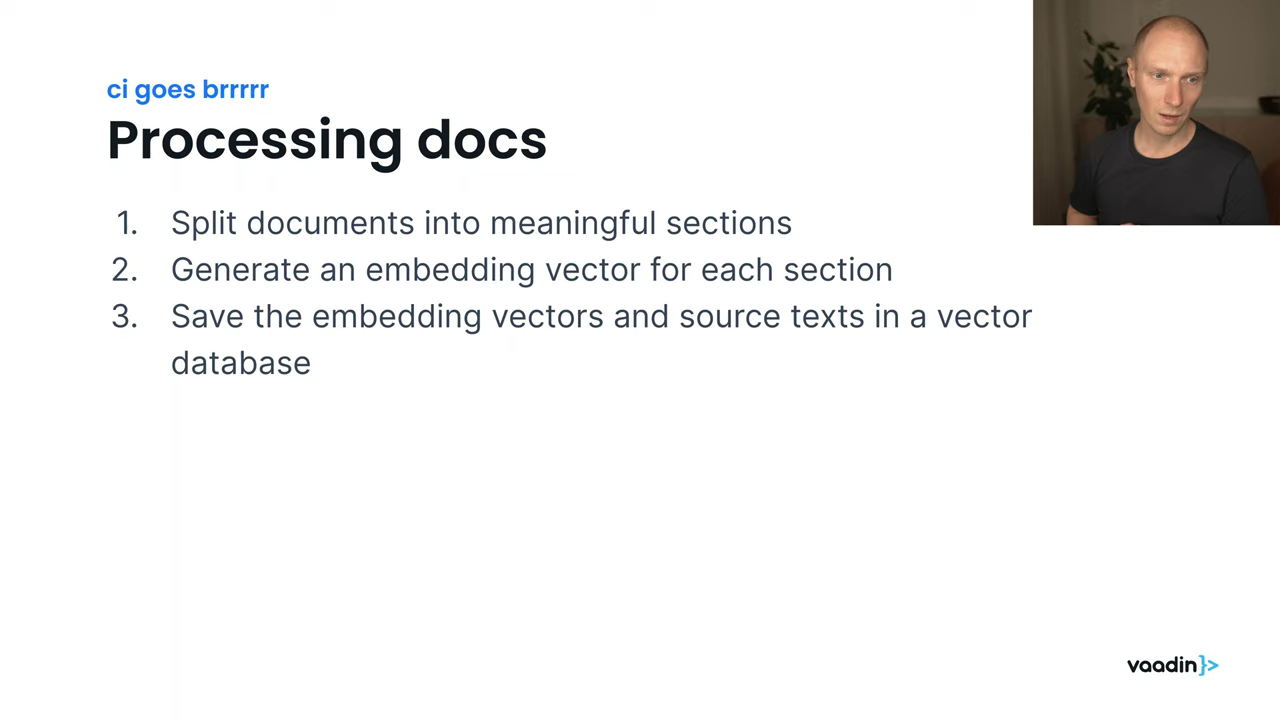 ci goes brrrrr
Processing docs
1. Split documents into meaningful sections
2. Generate an embedding vector for each section
3. Save the embedding vectors and source texts in a vector
database
vaadin}>